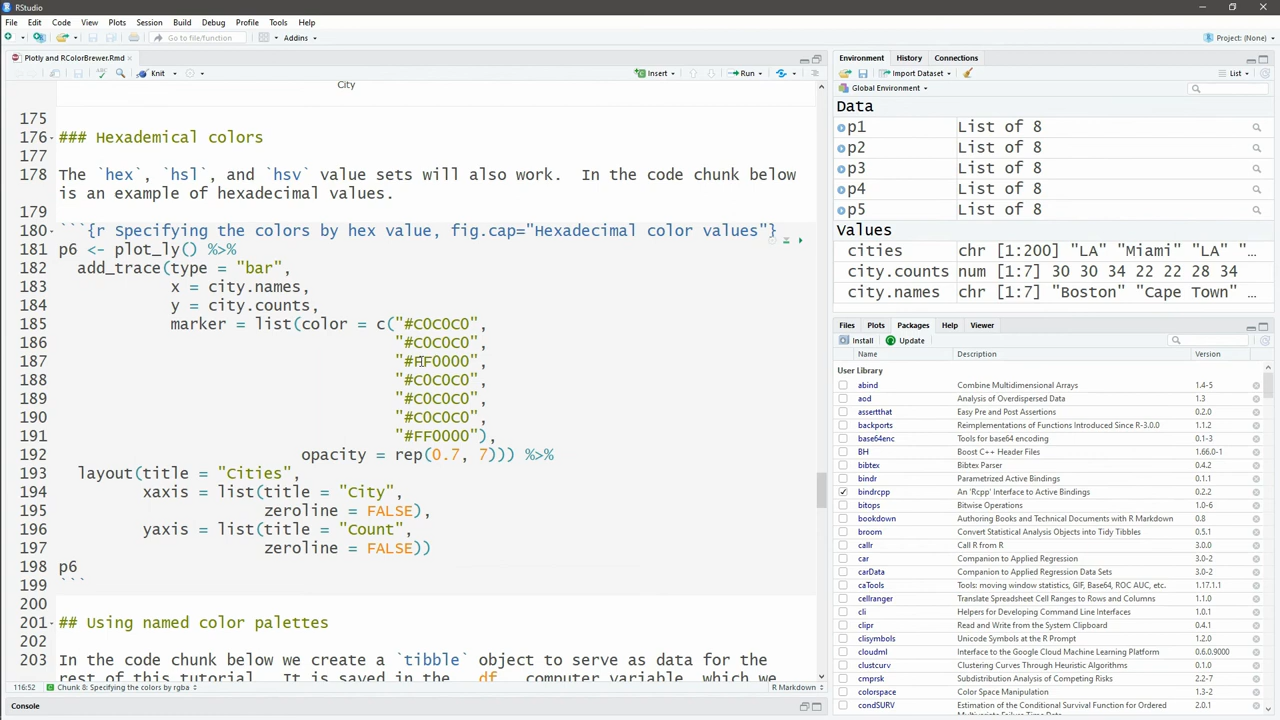 RStudio
File Edit Code View Plots Session Build Debug Profile Tools Help
Go to file/function Addins Project: (None)
Plotly and RColorBrewer.Rmd
Knit Insert Run
City
175
176 ### Hexademical colors
177
178 The `hex`, `hsl`, and `hsv` value sets will also work.  In the code chunk below
is an example of hexadecimal values.
179
180 ```{r Specifying the colors by hex value, fig.cap="Hexadecimal color values"}
181 p6 <- plot_ly() %>%
182 add_trace(type = "bar",
183 x = city.names,
184 y = city.counts,
185 marker = list(color = c("#C0C0C0",
186 "#C0C0C0",
187 "#FF0000",
188 "#C0C0C0",
189 "#C0C0C0",
190 "#C0C0C0",
191 "#FF0000"),
192 opacity = rep(0.7, 7))) %>%
193 layout(title = "Cities",
194 xaxis = list(title = "City",
195 zeroline = FALSE),
196 yaxis = list(title = "Count",
197 zeroline = FALSE))
198 p6
199 ```
200
201 ## Using named color palettes
202
203 In the code chunk below we create a `tibble` object to serve as data for the
rest of this tutorial.  It is saved in the  df  computer variable, which we
116:52 Chunk 8: Specifying the colors by rgba R Markdown
Console
Environment History Connections
Import Dataset List
Global Environment
Data
p1 List of 8
p2 List of 8
p3 List of 8
p4 List of 8
p5 List of 8
Values
cities chr [1:200] "LA" "Miami" "LA" "…
city.counts num [1:7] 30 30 34 22 22 28 34
city.names chr [1:7] "Boston" "Cape Town" …
Files Plots Packages Help Viewer
Install Update
Name Description Version
User Library
abind Combine Multidimensional Arrays 1.4-5
aod Analysis of Overdispersed Data 1.3
assertthat Easy Pre and Post Assertions 0.2.0
backports Reimplementations of Functions Introduced Since R-3.0.0 1.1.2
base64enc Tools for base64 encoding 0.1-3
BH Boost C++ Header Files 1.66.0-1
bibtex Bibtex Parser 0.4.2
bindr Parametrized Active Bindings 0.1.1
bindrcpp An 'Rcpp' Interface to Active Bindings 0.2.2
bitops Bitwise Operations 1.0-6
bookdown Authoring Books and Technical Documents with R Markdown 0.8
broom Convert Statistical Analysis Objects into Tidy Tibbles 0.5.1
callr Call R from R 3.0.0
car Companion to Applied Regression 3.0-2
carData Companion to Applied Regression Data Sets 3.0-2
caTools Tools: moving window statistics, GIF, Base64, ROC AUC, etc. 1.17.1.1
cellranger Translate Spreadsheet Cell Ranges to Rows and Columns 1.1.0
cli Helpers for Developing Command Line Interfaces 1.0.1
clipr Read and Write from the System Clipboard 0.4.1
clisymbols Unicode Symbols at the R Prompt 1.2.0
cloudml Interface to the Google Cloud Machine Learning Platform 0.6.0.9000
clustcurv Clustering Curves Through Heuristic Algorithms 0.1.0
cmprsk Subdistribution Analysis of Competing Risks 2.2-7
colorspace Color Space Manipulation 1.3-2
condSURV Estimation of the Conditional Survival Function for Ordered 2.0.1